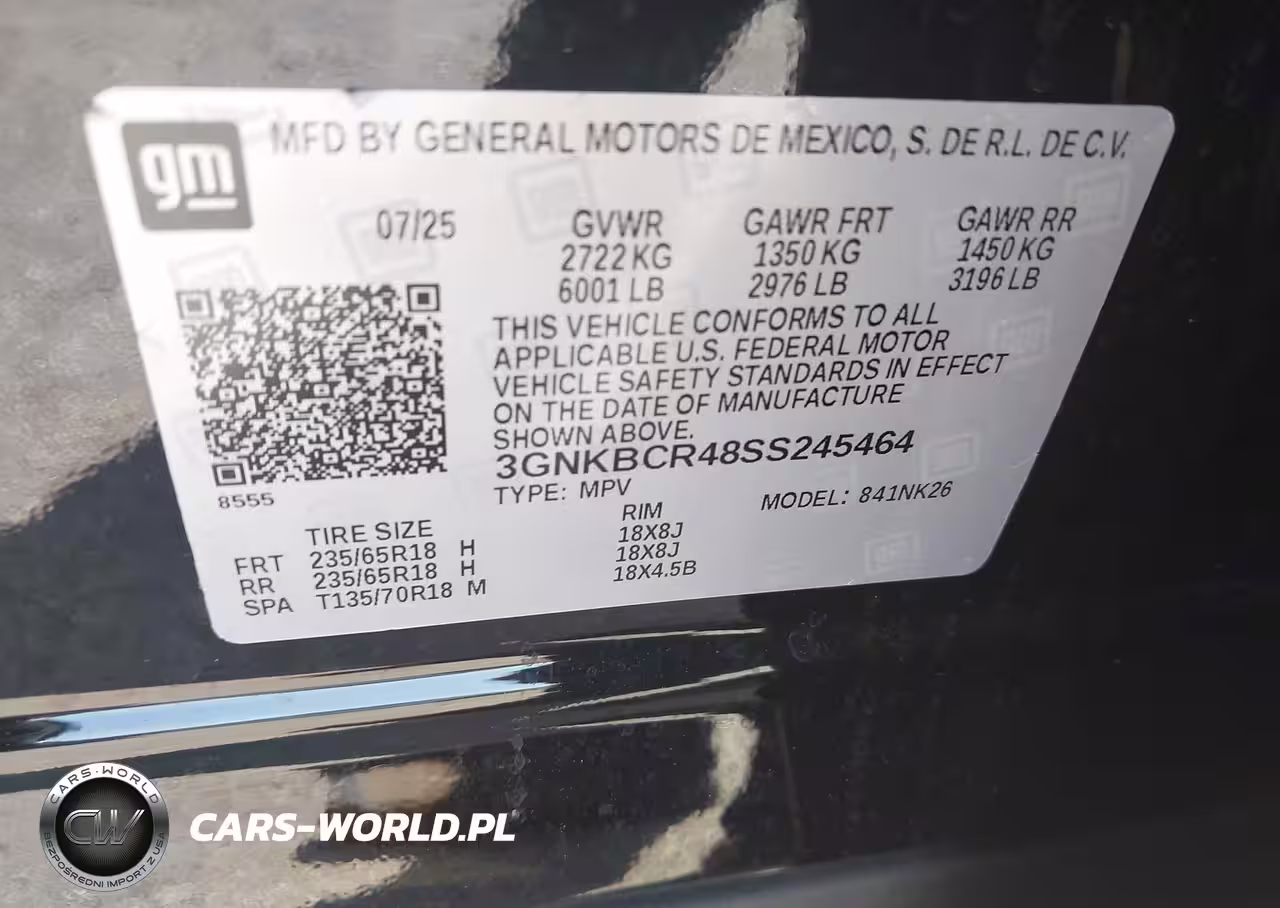 gm
MFD BY GENERAL MOTORS DE MEXICO, S. DE R.L. DE C.V.
07/25 GVWR GAWR FRT GAWR RR
2722 KG 1350 KG 1450 KG
6001 LB 2976 LB 3196 LB
THIS VEHICLE CONFORMS TO ALL
APPLICABLE U.S. FEDERAL MOTOR
VEHICLE SAFETY STANDARDS IN EFFECT
ON THE DATE OF MANUFACTURE
SHOWN ABOVE.
3GNKBCR48SS245464
8555
TYPE: MPV MODEL: 841NK26
TIRE SIZE RIM
FRT 235/65R18 H 18X8J
RR 235/65R18 H 18X8J
SPA T135/70R18 M 18X4.5B
CARS-WORLD
CW
BEZPOŚREDNI IMPORT Z USA
CARS-WORLD.PL